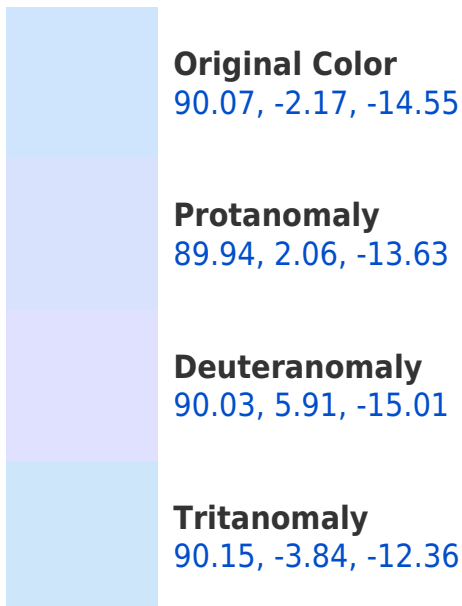 Original Color
90.07, -2.17, -14.55
Protanomaly
89.94, 2.06, -13.63
Deuteranomaly
90.03, 5.91, -15.01
Tritanomaly
90.15, -3.84, -12.36